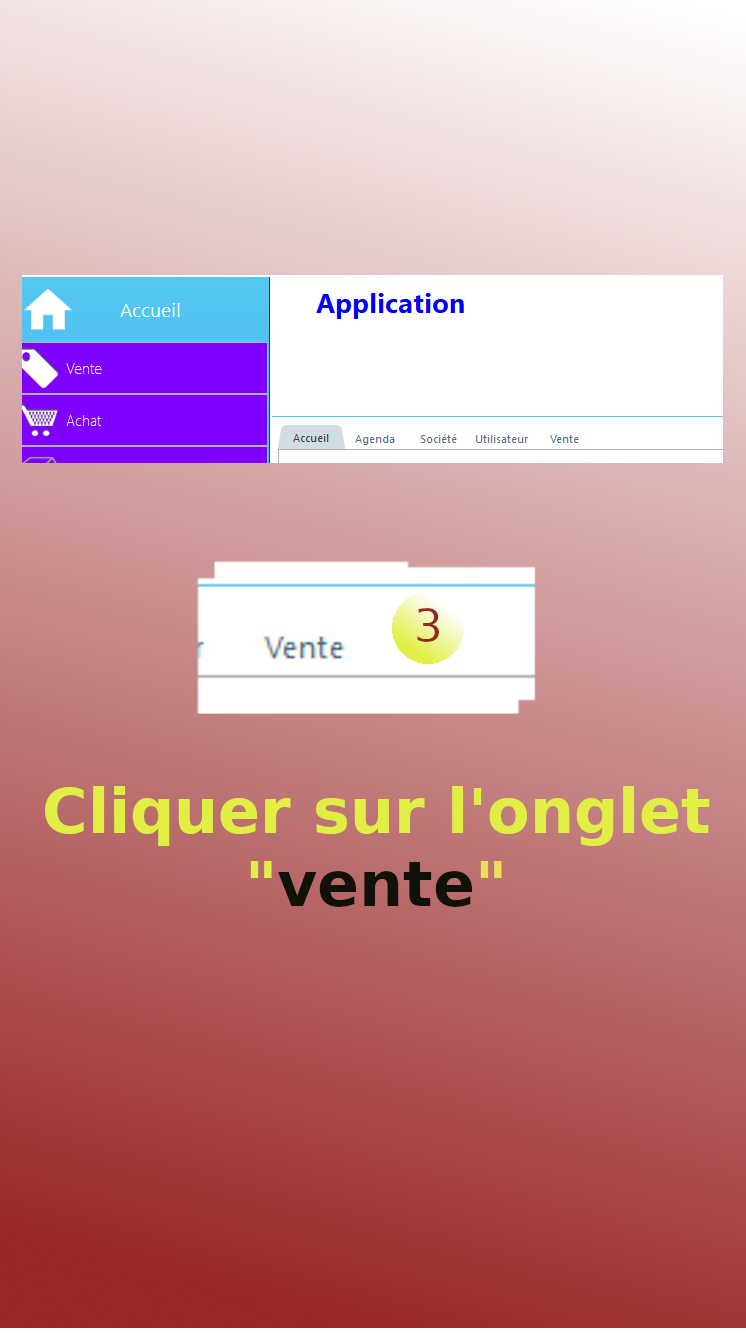 Accueil
Application
Vente
Achat
Accueil Agenda Société Utilisateur Vente
r Vente 3
Cliquer sur l'onglet
"vente"